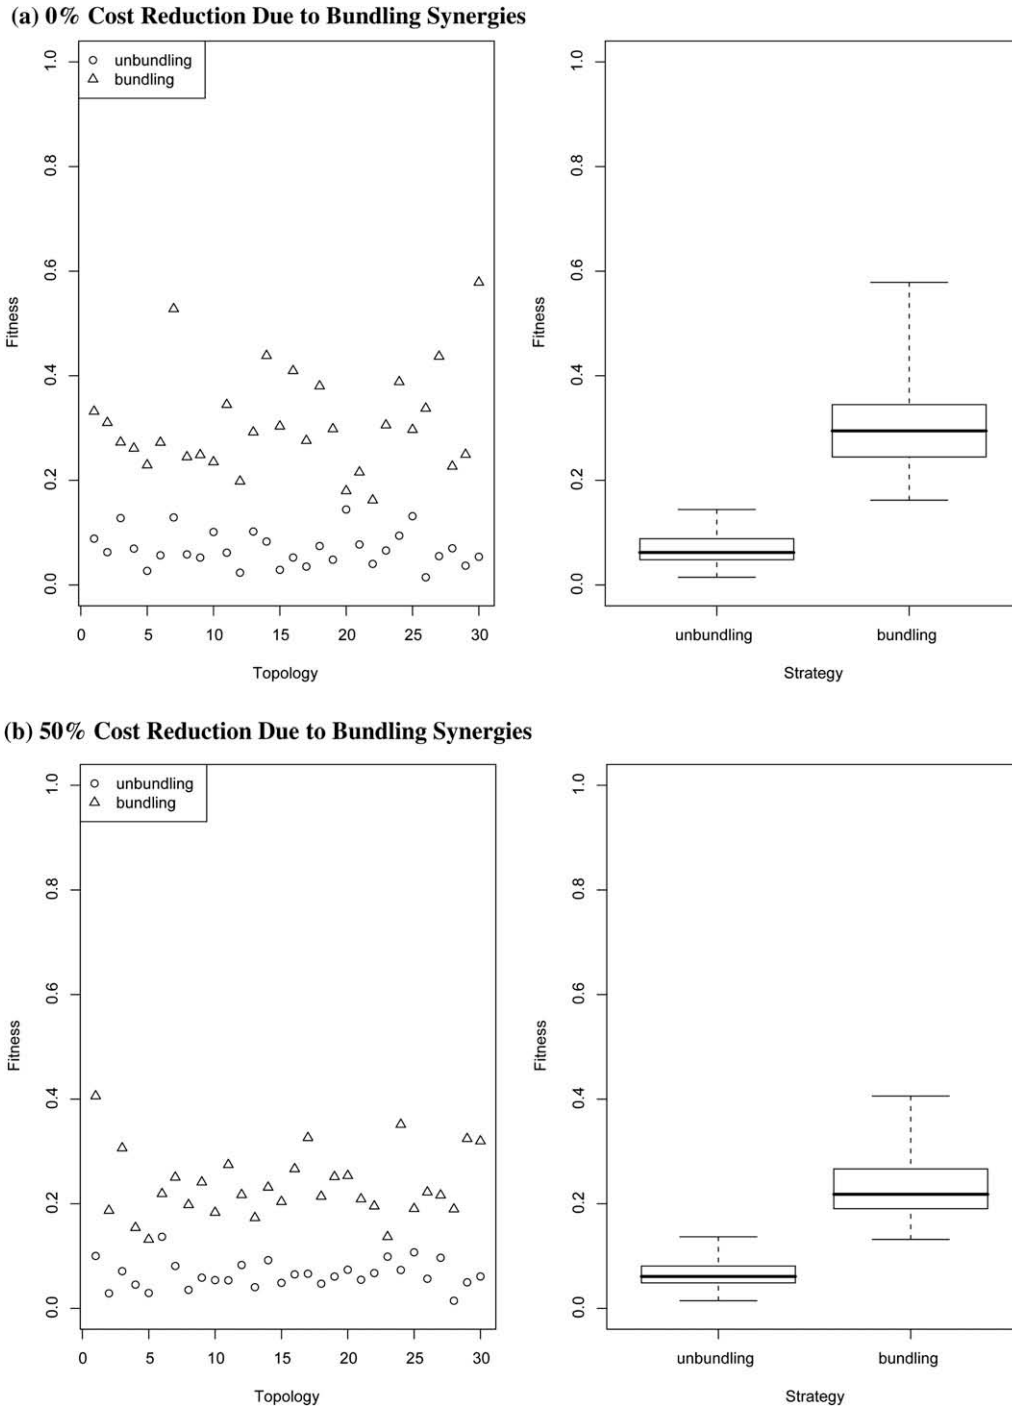 (a) 0% Cost Reduction Due to Bundling Synergies
unbundling
bundling
Fitness
0.0 0.2 0.4 0.6 0.8 1.0
0 5 10 15 20 25 30
Topology
Fitness
0.0 0.2 0.4 0.6 0.8 1.0
unbundling bundling
Strategy
(b) 50% Cost Reduction Due to Bundling Synergies
unbundling
bundling
Fitness
0.0 0.2 0.4 0.6 0.8 1.0
0 5 10 15 20 25 30
Topology
Fitness
0.0 0.2 0.4 0.6 0.8 1.0
unbundling bundling
Strategy